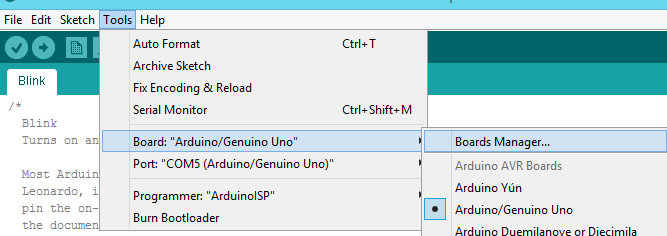 File Edit Sketch Tools Help
Auto Format Ctrl+T
Archive Sketch
Fix Encoding & Reload
Serial Monitor Ctrl+Shift+M
Board: "Arduino/Genuino Uno"
Port: "COM5 (Arduino/Genuino Uno)"
Programmer: "ArduinoISP"
Burn Bootloader
Boards Manager...
Arduino AVR Boards
Arduino Yún
Arduino/Genuino Uno
Arduino Duemilanove or Diecimila
Blink
/*
Blink
Turns on an
Most Arduin
Leonardo, i
pin the on-
the documen